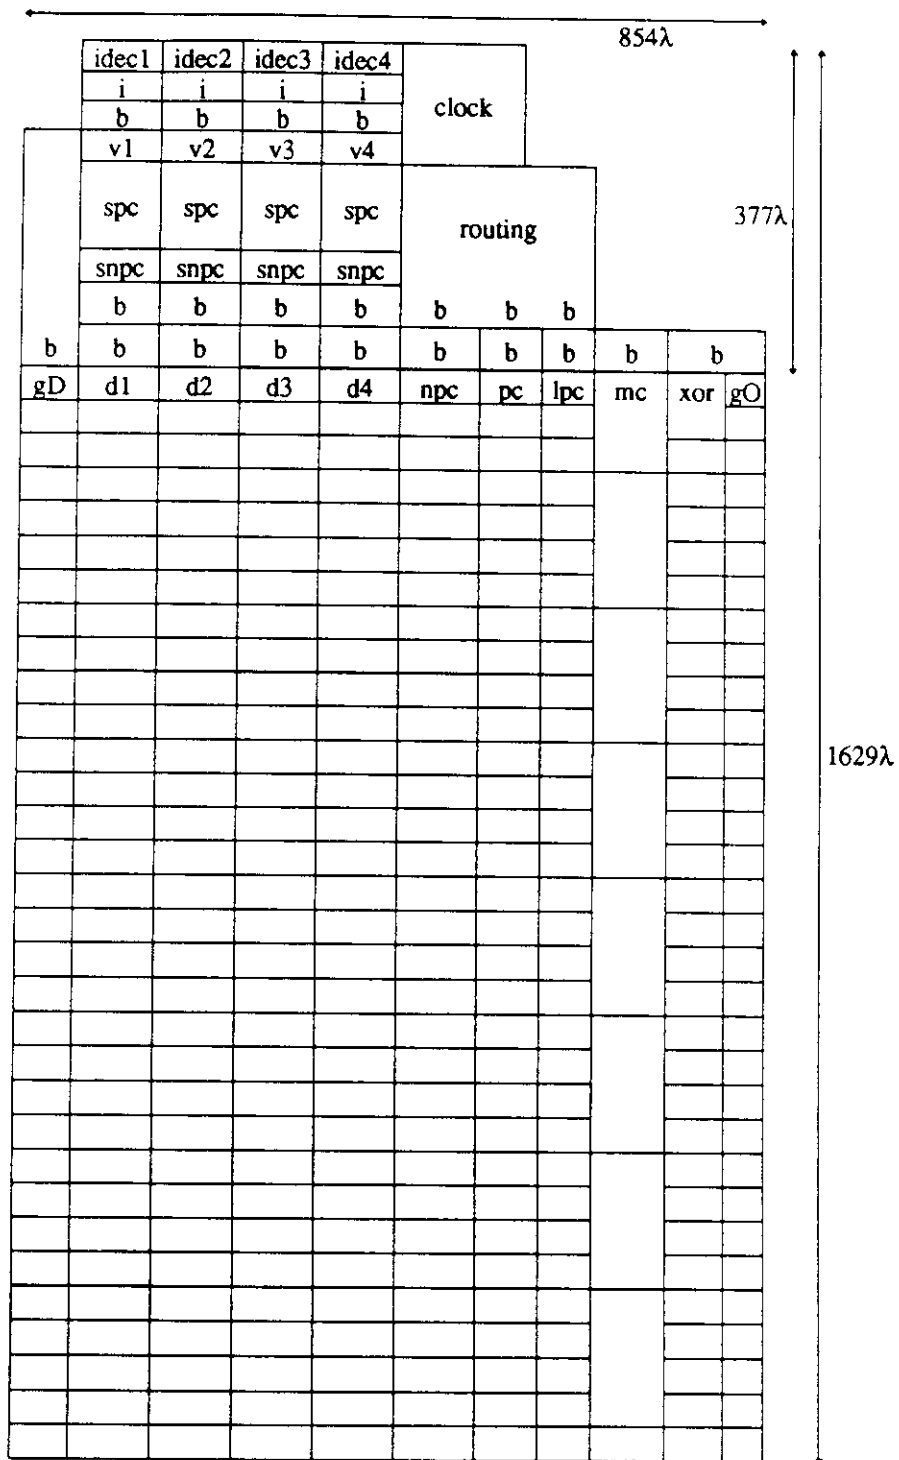 854λ
idec1 idec2 idec3 idec4
i i i i
clock
b b b b
v1 v2 v3 v4
spc spc spc spc
routing
377λ
snpc snpc snpc snpc
b b b b b b b
b b b b b b b b b b
gD d1 d2 d3 d4 npc pc lpc mc xor gO
1629λ